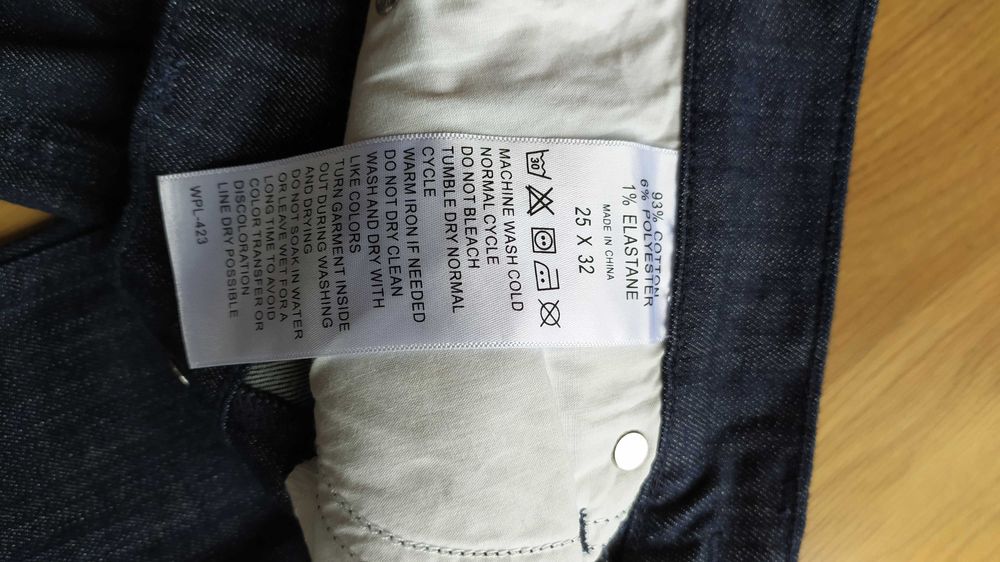 93% COTTON
6% POLYESTER
1% ELASTANE
MADE IN CHINA
25 X 32
30
MACHINE WASH COLD
NORMAL CYCLE
DO NOT BLEACH
TUMBLE DRY NORMAL
CYCLE
WARM IRON IF NEEDED
DO NOT DRY CLEAN
WASH AND DRY WITH
LIKE COLORS
TURN GARMENT INSIDE
OUT DURING WASHING
AND DRYING
DO NOT SOAK IN WATER
OR LEAVE WET FOR A
LONG TIME TO AVOID
COLOR TRANSFER OR
DISCOLORATION
LINE DRY POSSIBLE
WPL-423